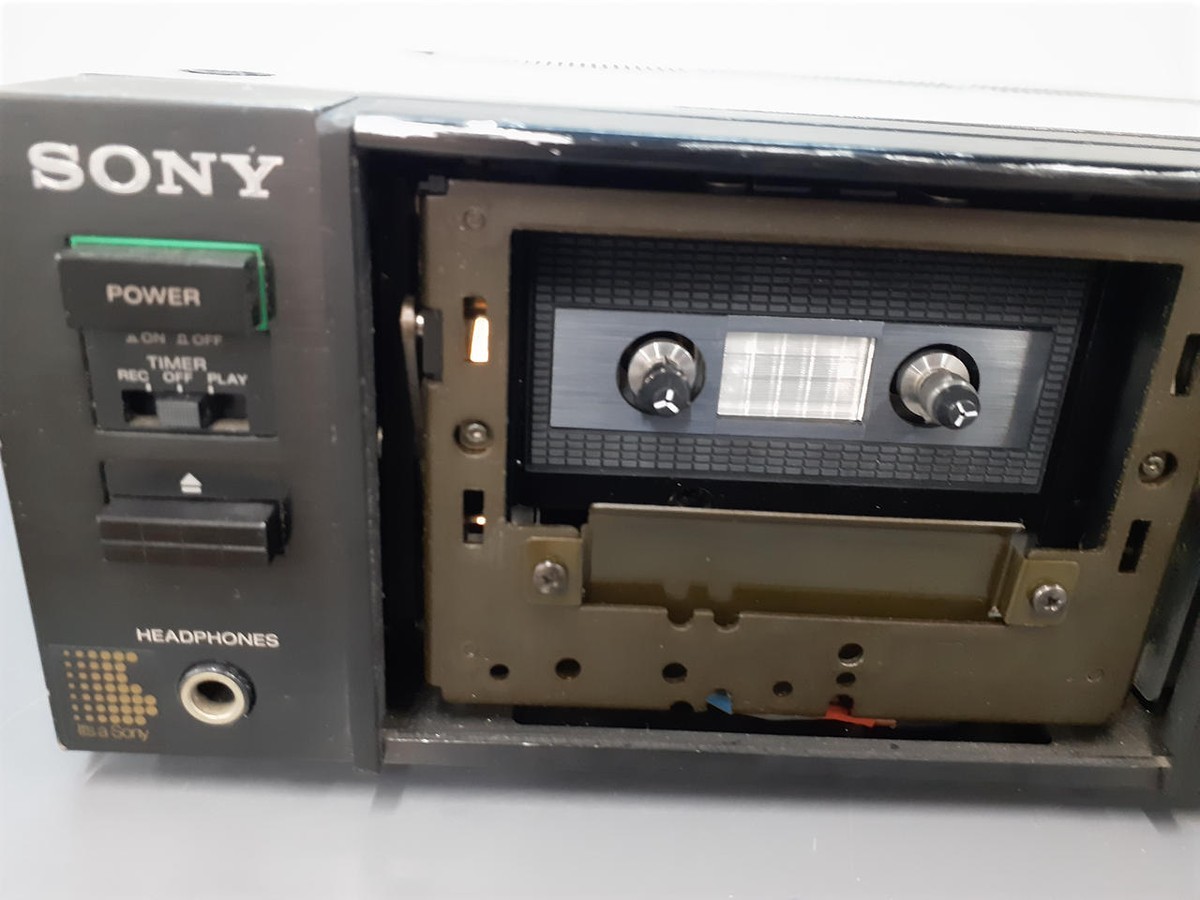 SONY
POWER
ON OFF
TIMER
REC OFF PLAY
HEADPHONES
it's a Sony